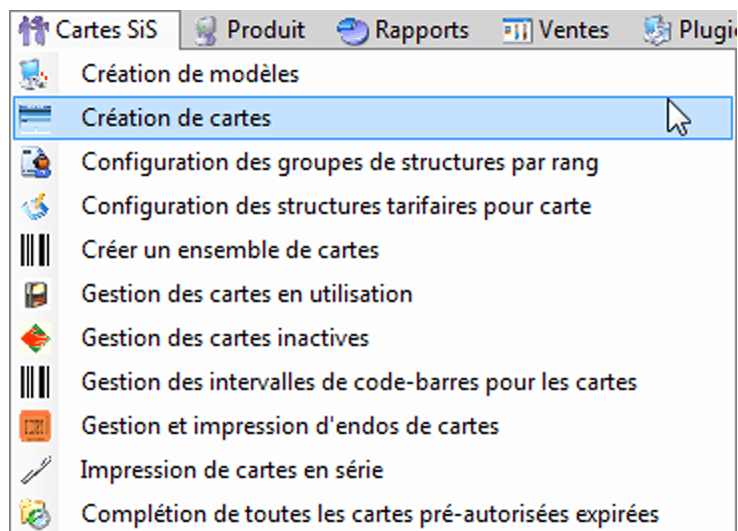 Cartes SiS Produit Rapports Ventes
Création de modèles
Création de cartes
Configuration des groupes de structures par rang
Configuration des structures tarifaires pour carte
Créer un ensemble de cartes
Gestion des cartes en utilisation
Gestion des cartes inactives
Gestion des intervalles de code-barres pour les cartes
Gestion et impression d'endos de cartes
Impression de cartes en série
Complétion de toutes les cartes pré-autorisées expirées